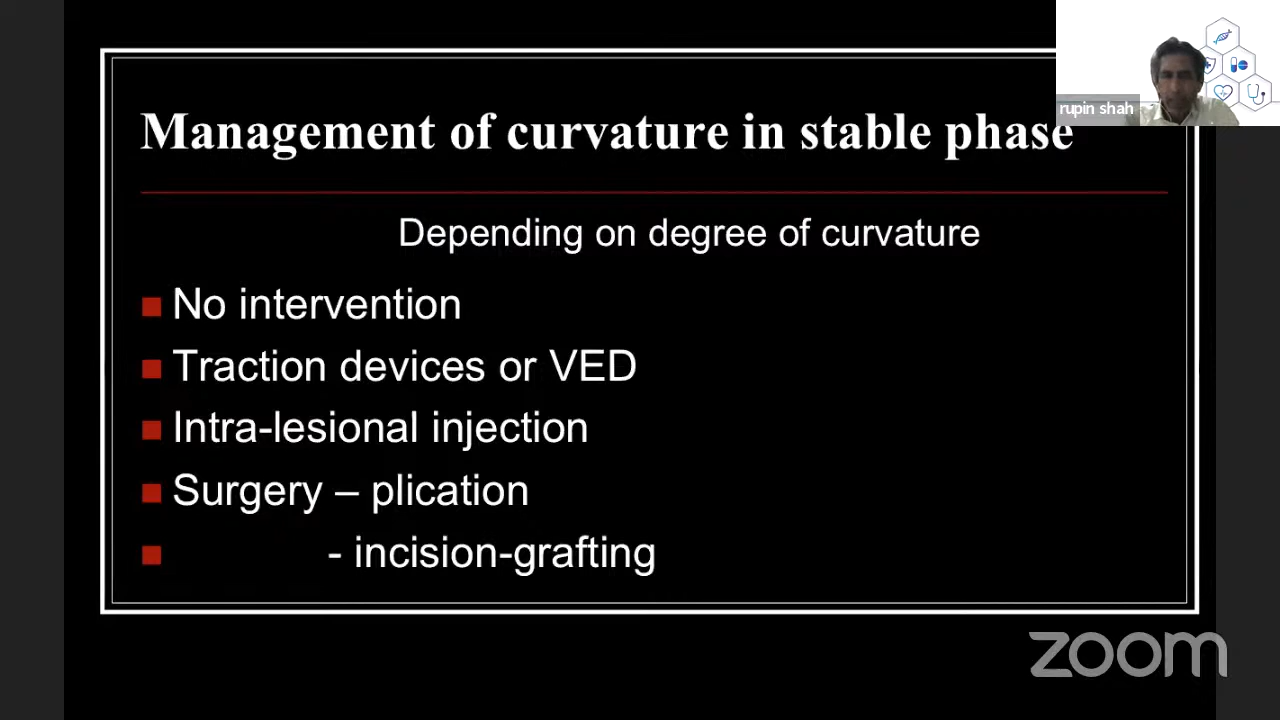 rupin shah
Management of curvature in stable phase
Depending on degree of curvature
No intervention
Traction devices or VED
Intra-lesional injection
Surgery – plication
- incision-grafting
zoom